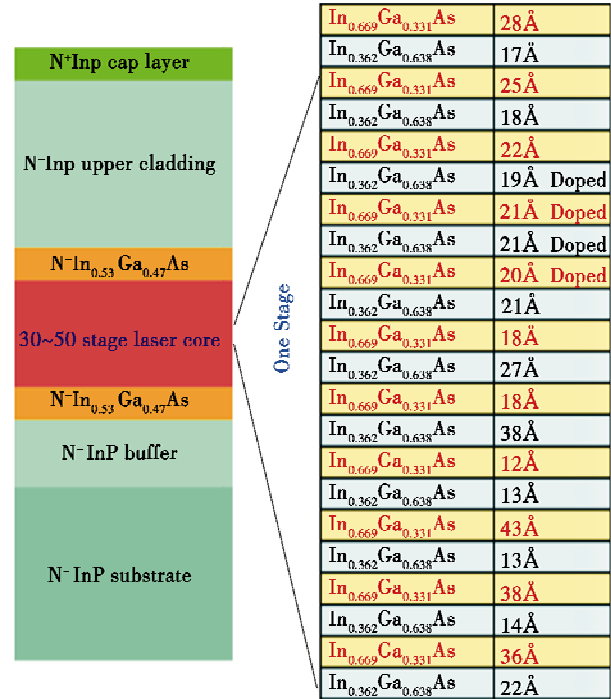 N⁺Inp cap layer
N⁻Inp upper cladding
N⁻In₀.₅₃Ga₀.₄₇As
30~50 stage laser core
N⁻In₀.₅₃Ga₀.₄₇As
N⁻InP buffer
N⁻InP substrate
One Stage
In₀.₆₆₉Ga₀.₃₃₁As 28Å
In₀.₃₆₂Ga₀.₆₃₈As 17Å
In₀.₆₆₉Ga₀.₃₃₁As 25Å
In₀.₃₆₂Ga₀.₆₃₈As 18Å
In₀.₆₆₉Ga₀.₃₃₁As 22Å
In₀.₃₆₂Ga₀.₆₃₈As 19Å Doped
In₀.₆₆₉Ga₀.₃₃₁As 21Å Doped
In₀.₃₆₂Ga₀.₆₃₈As 21Å Doped
In₀.₆₆₉Ga₀.₃₃₁As 20Å Doped
In₀.₃₆₂Ga₀.₆₃₈As 21Å
In₀.₆₆₉Ga₀.₃₃₁As 18Å
In₀.₃₆₂Ga₀.₆₃₈As 27Å
In₀.₆₆₉Ga₀.₃₃₁As 18Å
In₀.₃₆₂Ga₀.₆₃₈As 38Å
In₀.₆₆₉Ga₀.₃₃₁As 12Å
In₀.₃₆₂Ga₀.₆₃₈As 13Å
In₀.₆₆₉Ga₀.₃₃₁As 43Å
In₀.₃₆₂Ga₀.₆₃₈As 13Å
In₀.₆₆₉Ga₀.₃₃₁As 38Å
In₀.₃₆₂Ga₀.₆₃₈As 14Å
In₀.₆₆₉Ga₀.₃₃₁As 36Å
In₀.₃₆₂Ga₀.₆₃₈As 22Å